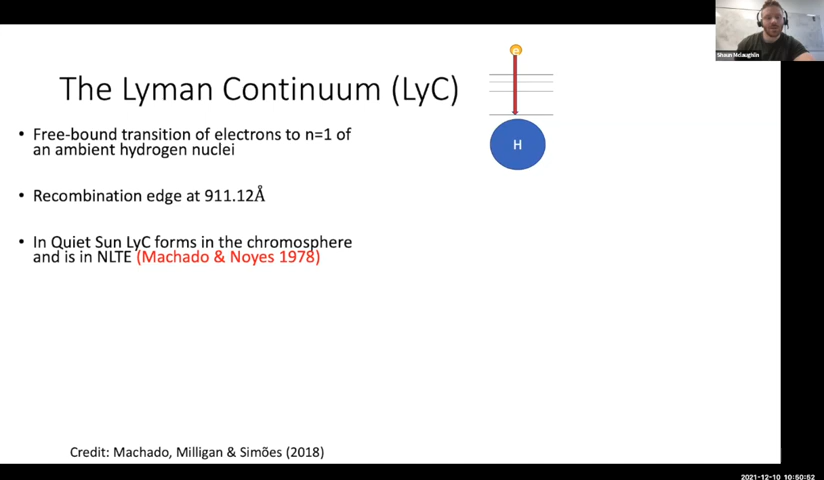 Shaun Mclaughlin
The Lyman Continuum (LyC)
e
• Free-bound transition of electrons to n=1 of
an ambient hydrogen nuclei
H
• Recombination edge at 911.12Å
• In Quiet Sun LyC forms in the chromosphere
and is in NLTE (Machado & Noyes 1978)
Credit: Machado, Milligan & Simões (2018)
2021-12-10 10:50:52